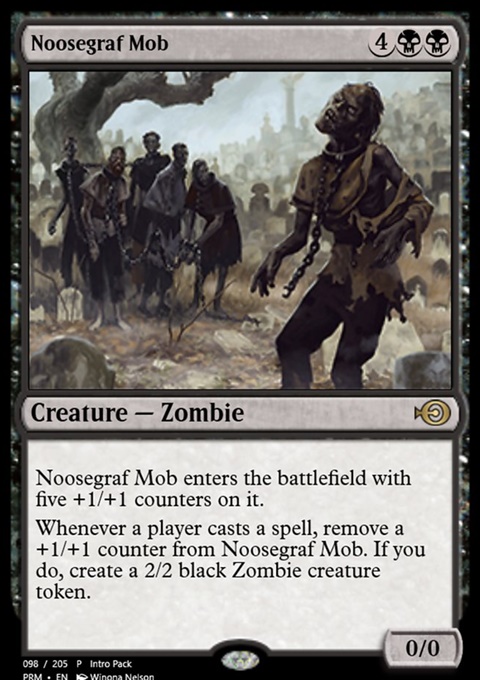 Noosegraf Mob 4
Creature — Zombie
Noosegraf Mob enters the battlefield with
five +1/+1 counters on it.
Whenever a player casts a spell, remove a
+1/+1 counter from Noosegraf Mob. If you
do, create a 2/2 black Zombie creature
token.
0/0
098 / 205 P Intro Pack
PRM • EN Winona Nelson